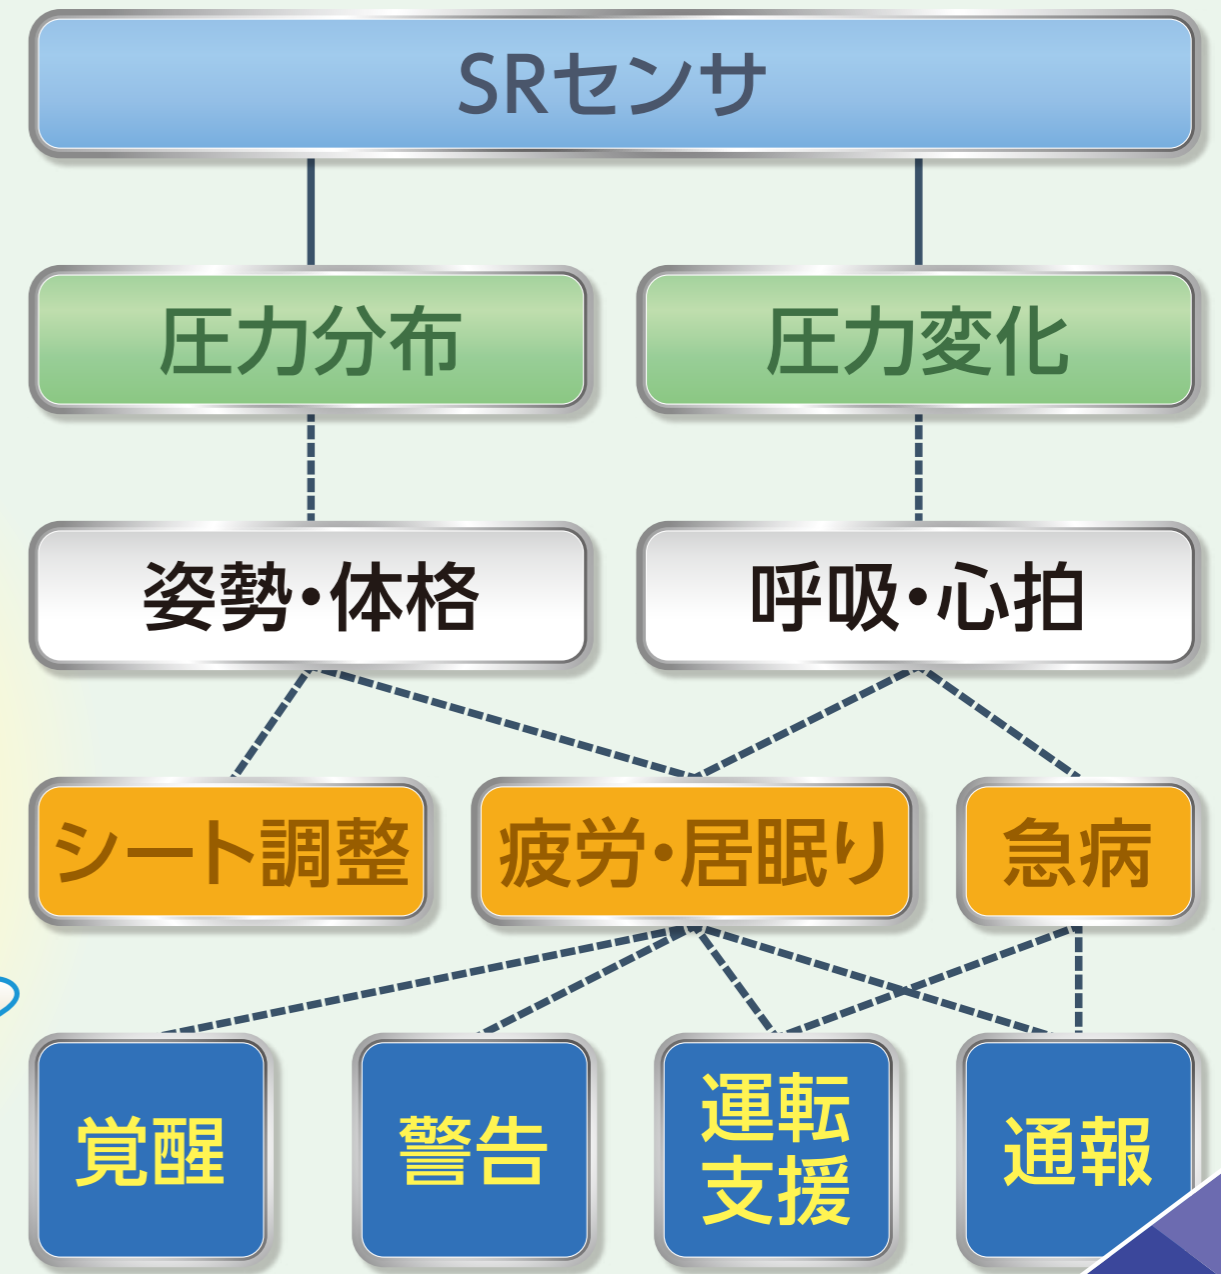 SRセンサ
圧力分布
圧力変化
姿勢・体格
呼吸・心拍
シート調整
疲労・居眠り
急病
覚醒
警告
運転
支援
通報